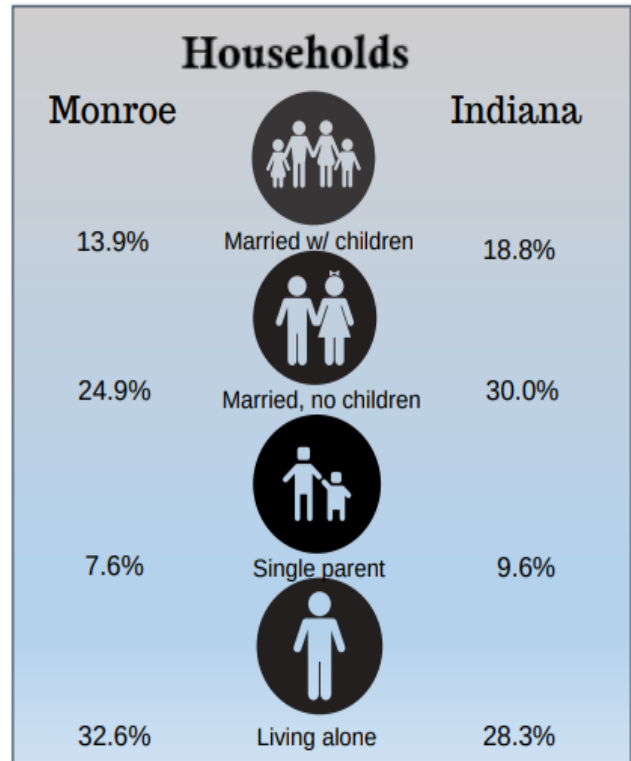 Households
Monroe Indiana
13.9% Married w/ children 18.8%
24.9% Married, no children 30.0%
7.6% Single parent 9.6%
32.6% Living alone 28.3%